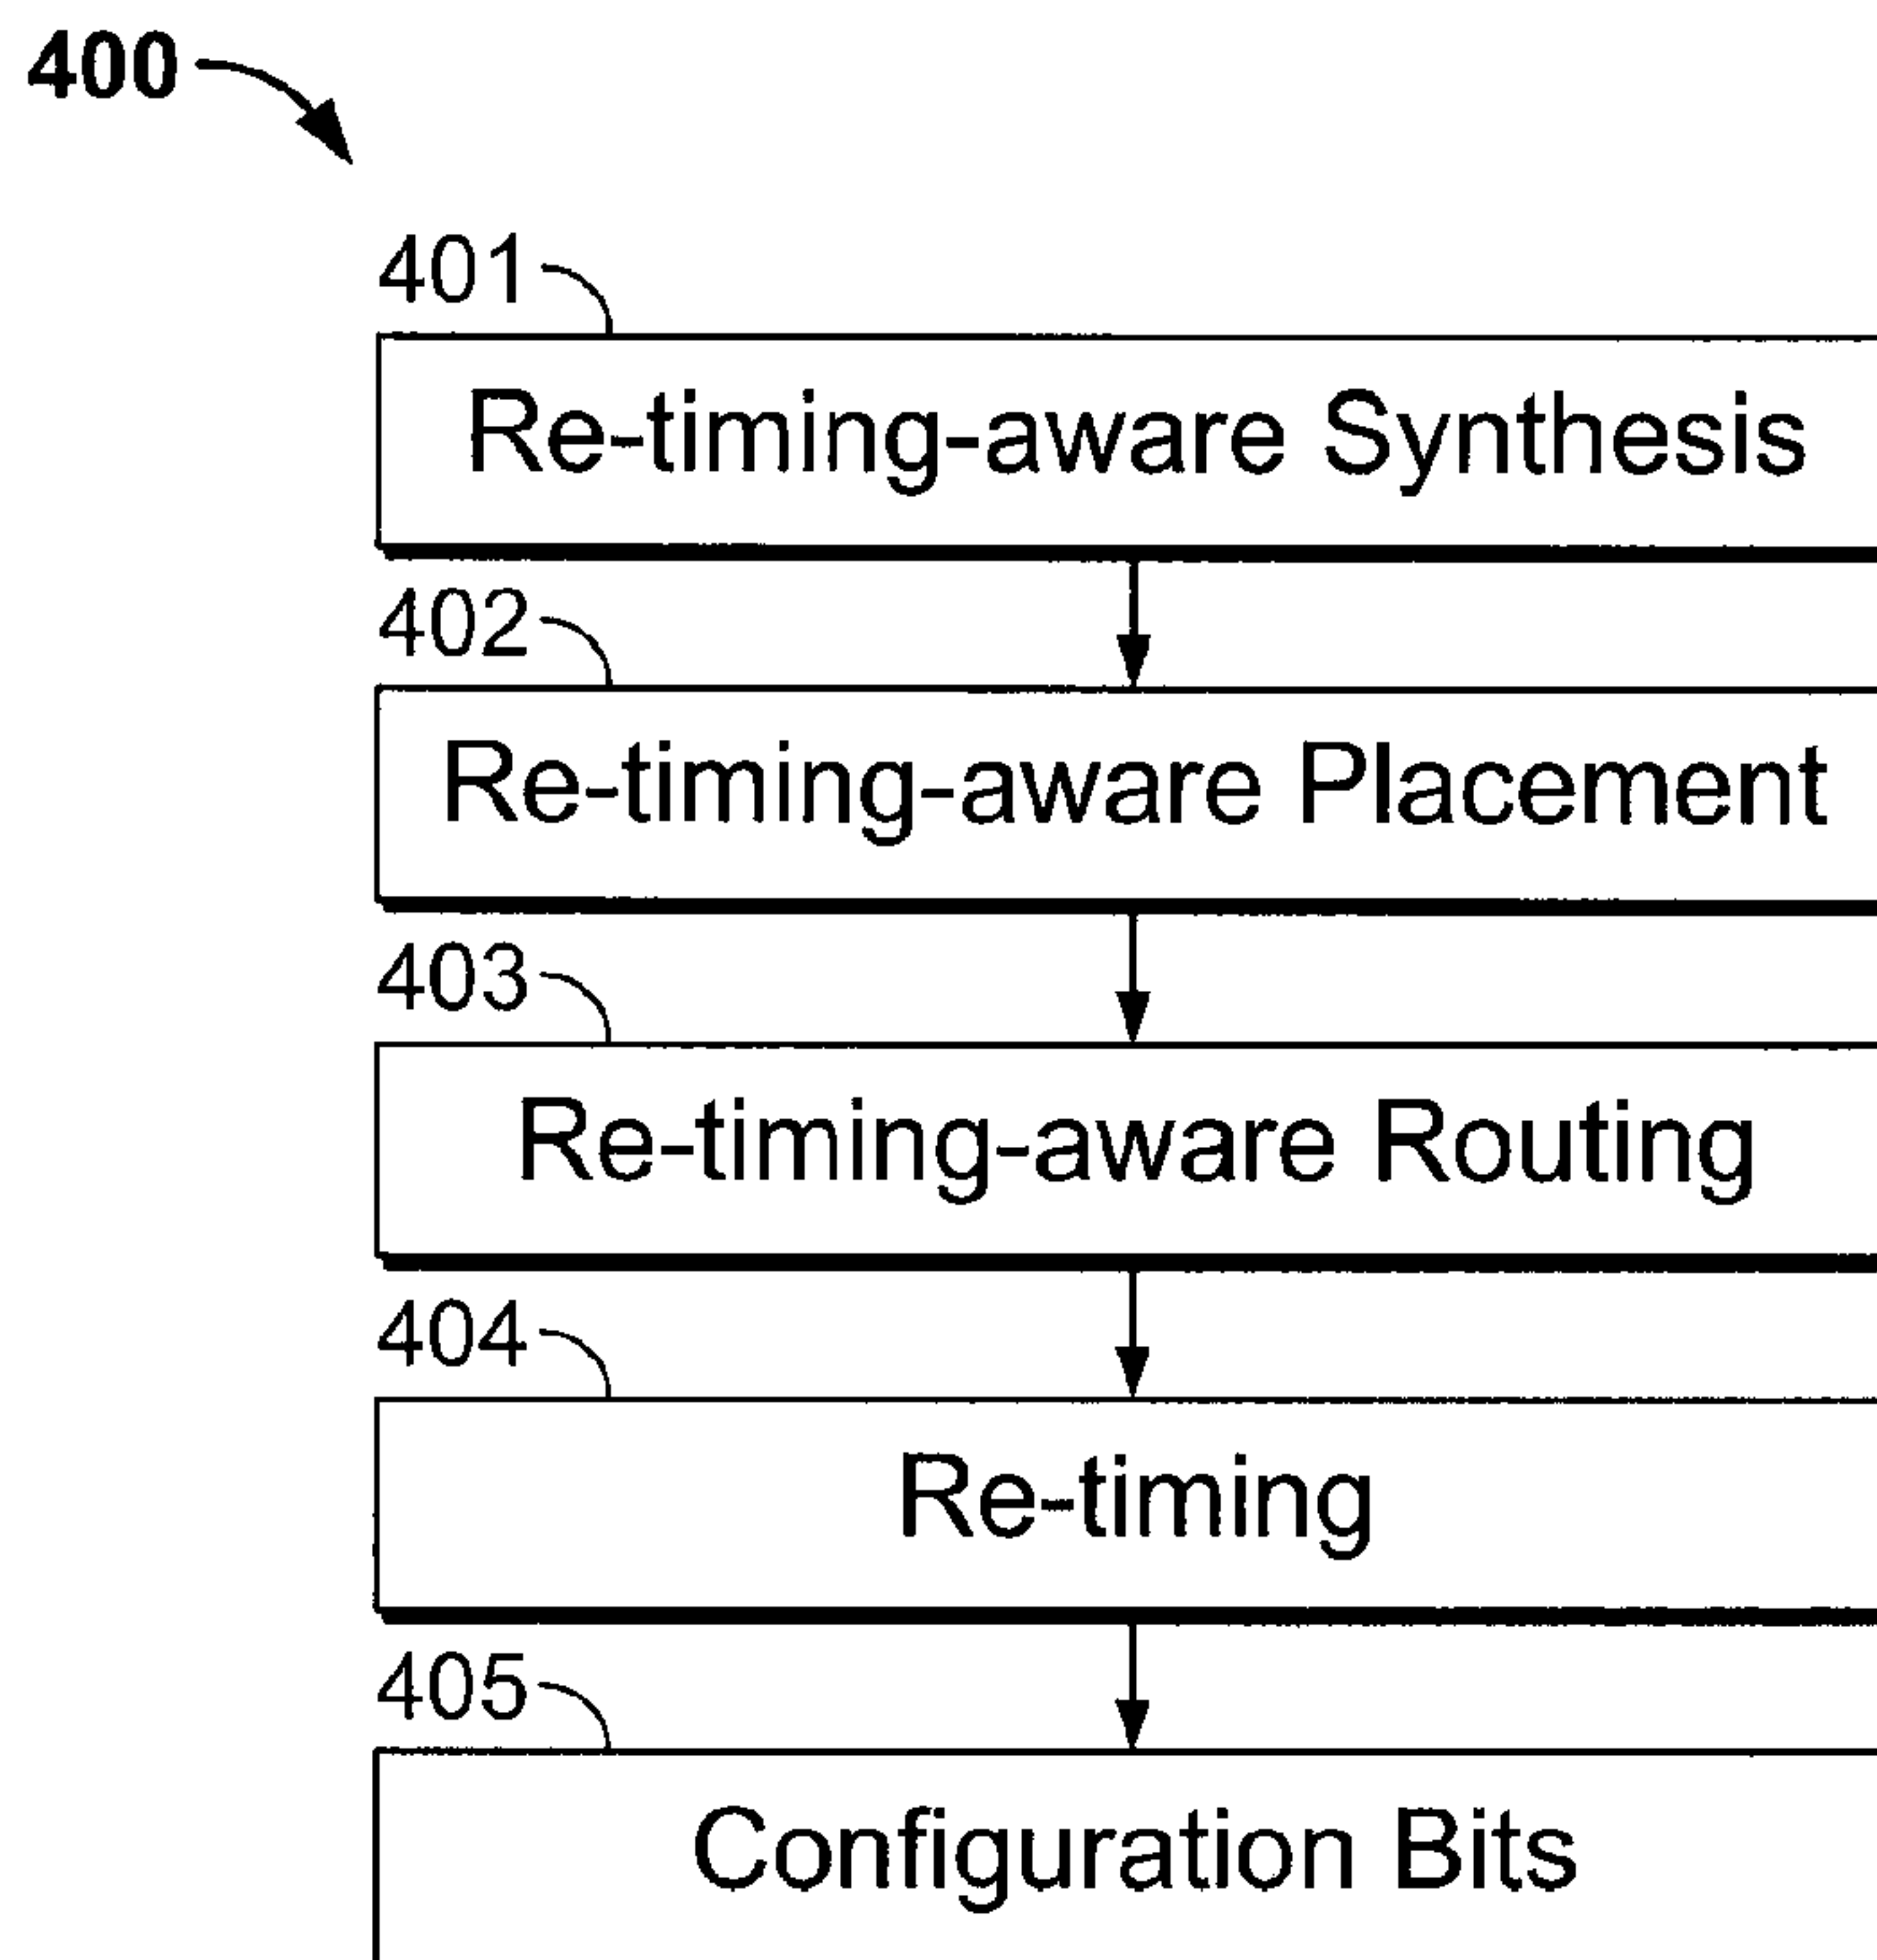 400
401
Re-timing-aware Synthesis
402
Re-timing-aware Placement
403
Re-timing-aware Routing
404
Re-timing
405
Configuration Bits